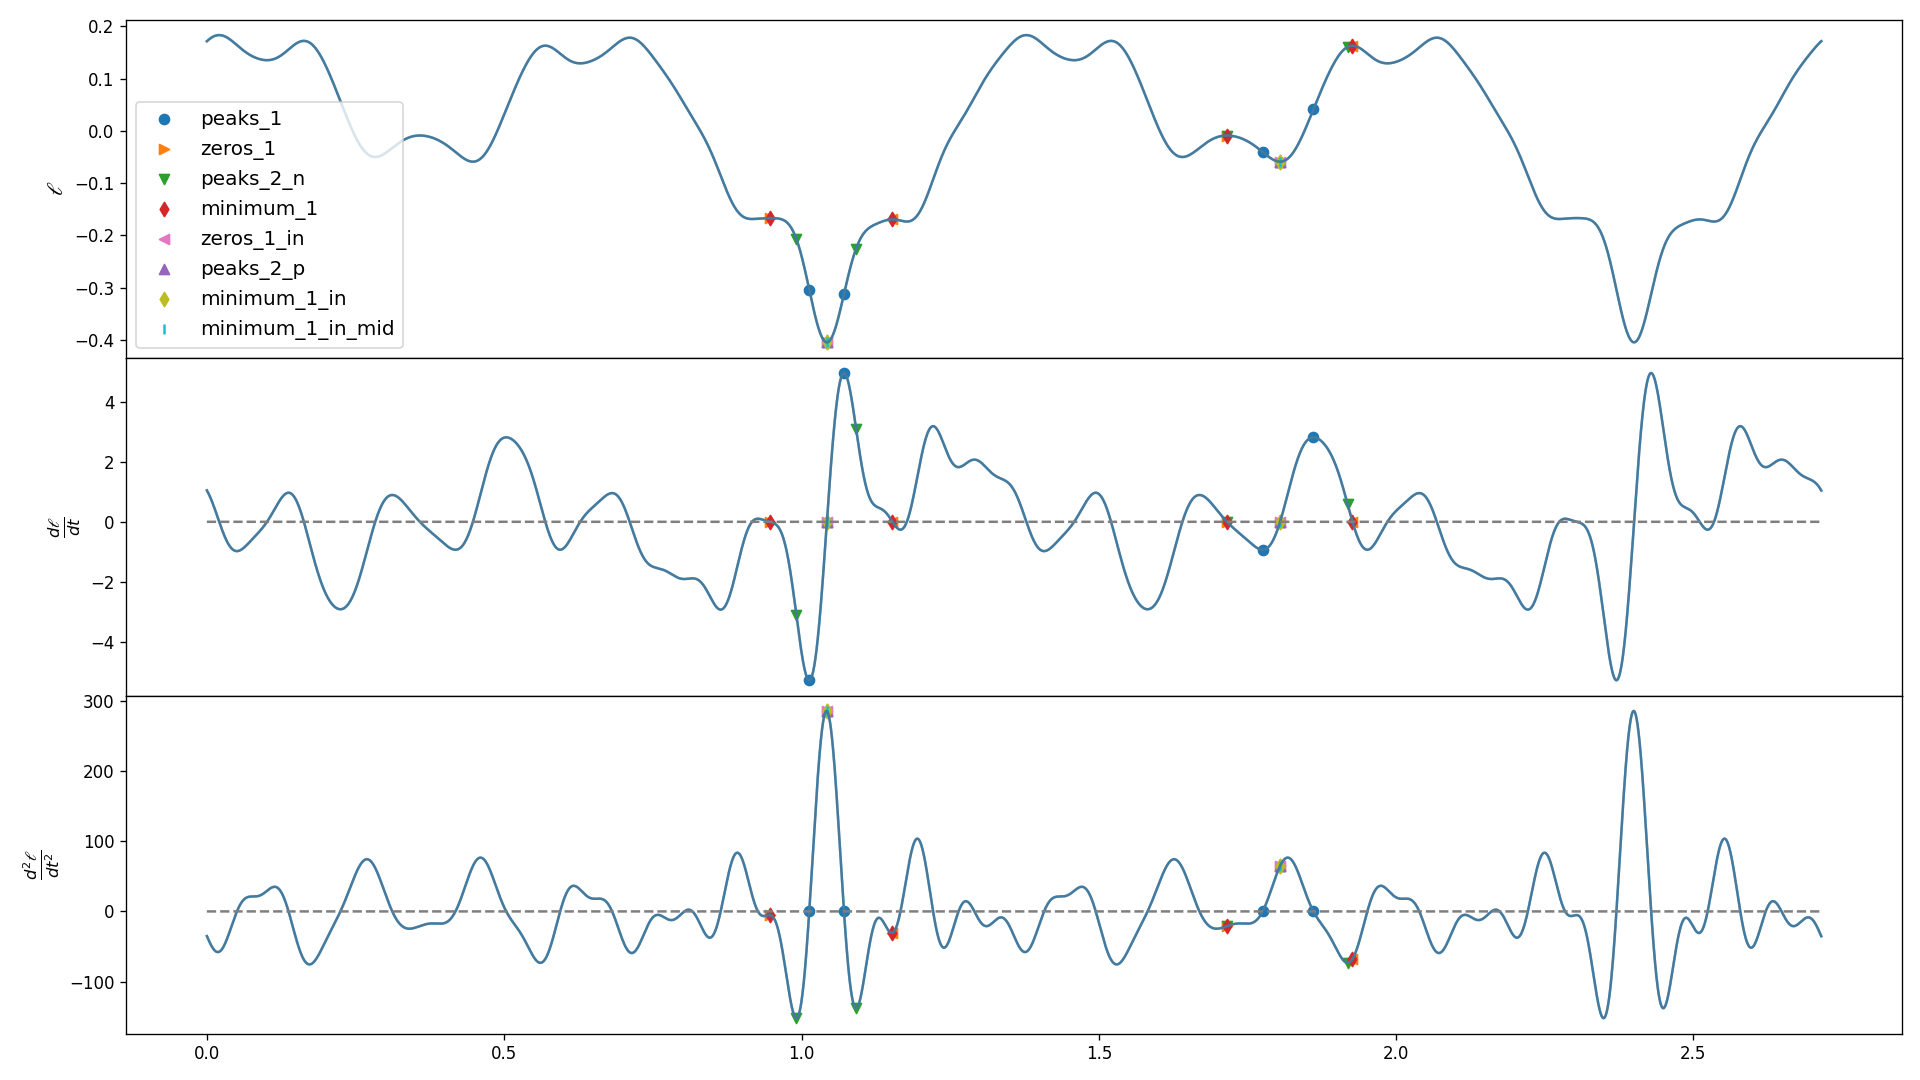 0.2
0.1
0.0
−0.1
−0.2
−0.3
−0.4
ℓ
peaks_1
zeros_1
peaks_2_n
minimum_1
zeros_1_in
peaks_2_p
minimum_1_in
minimum_1_in_mid
4
2
0
−2
−4
dℓ
dt
300
200
100
0
−100
d²ℓ
dt²
0.0 0.5 1.0 1.5 2.0 2.5